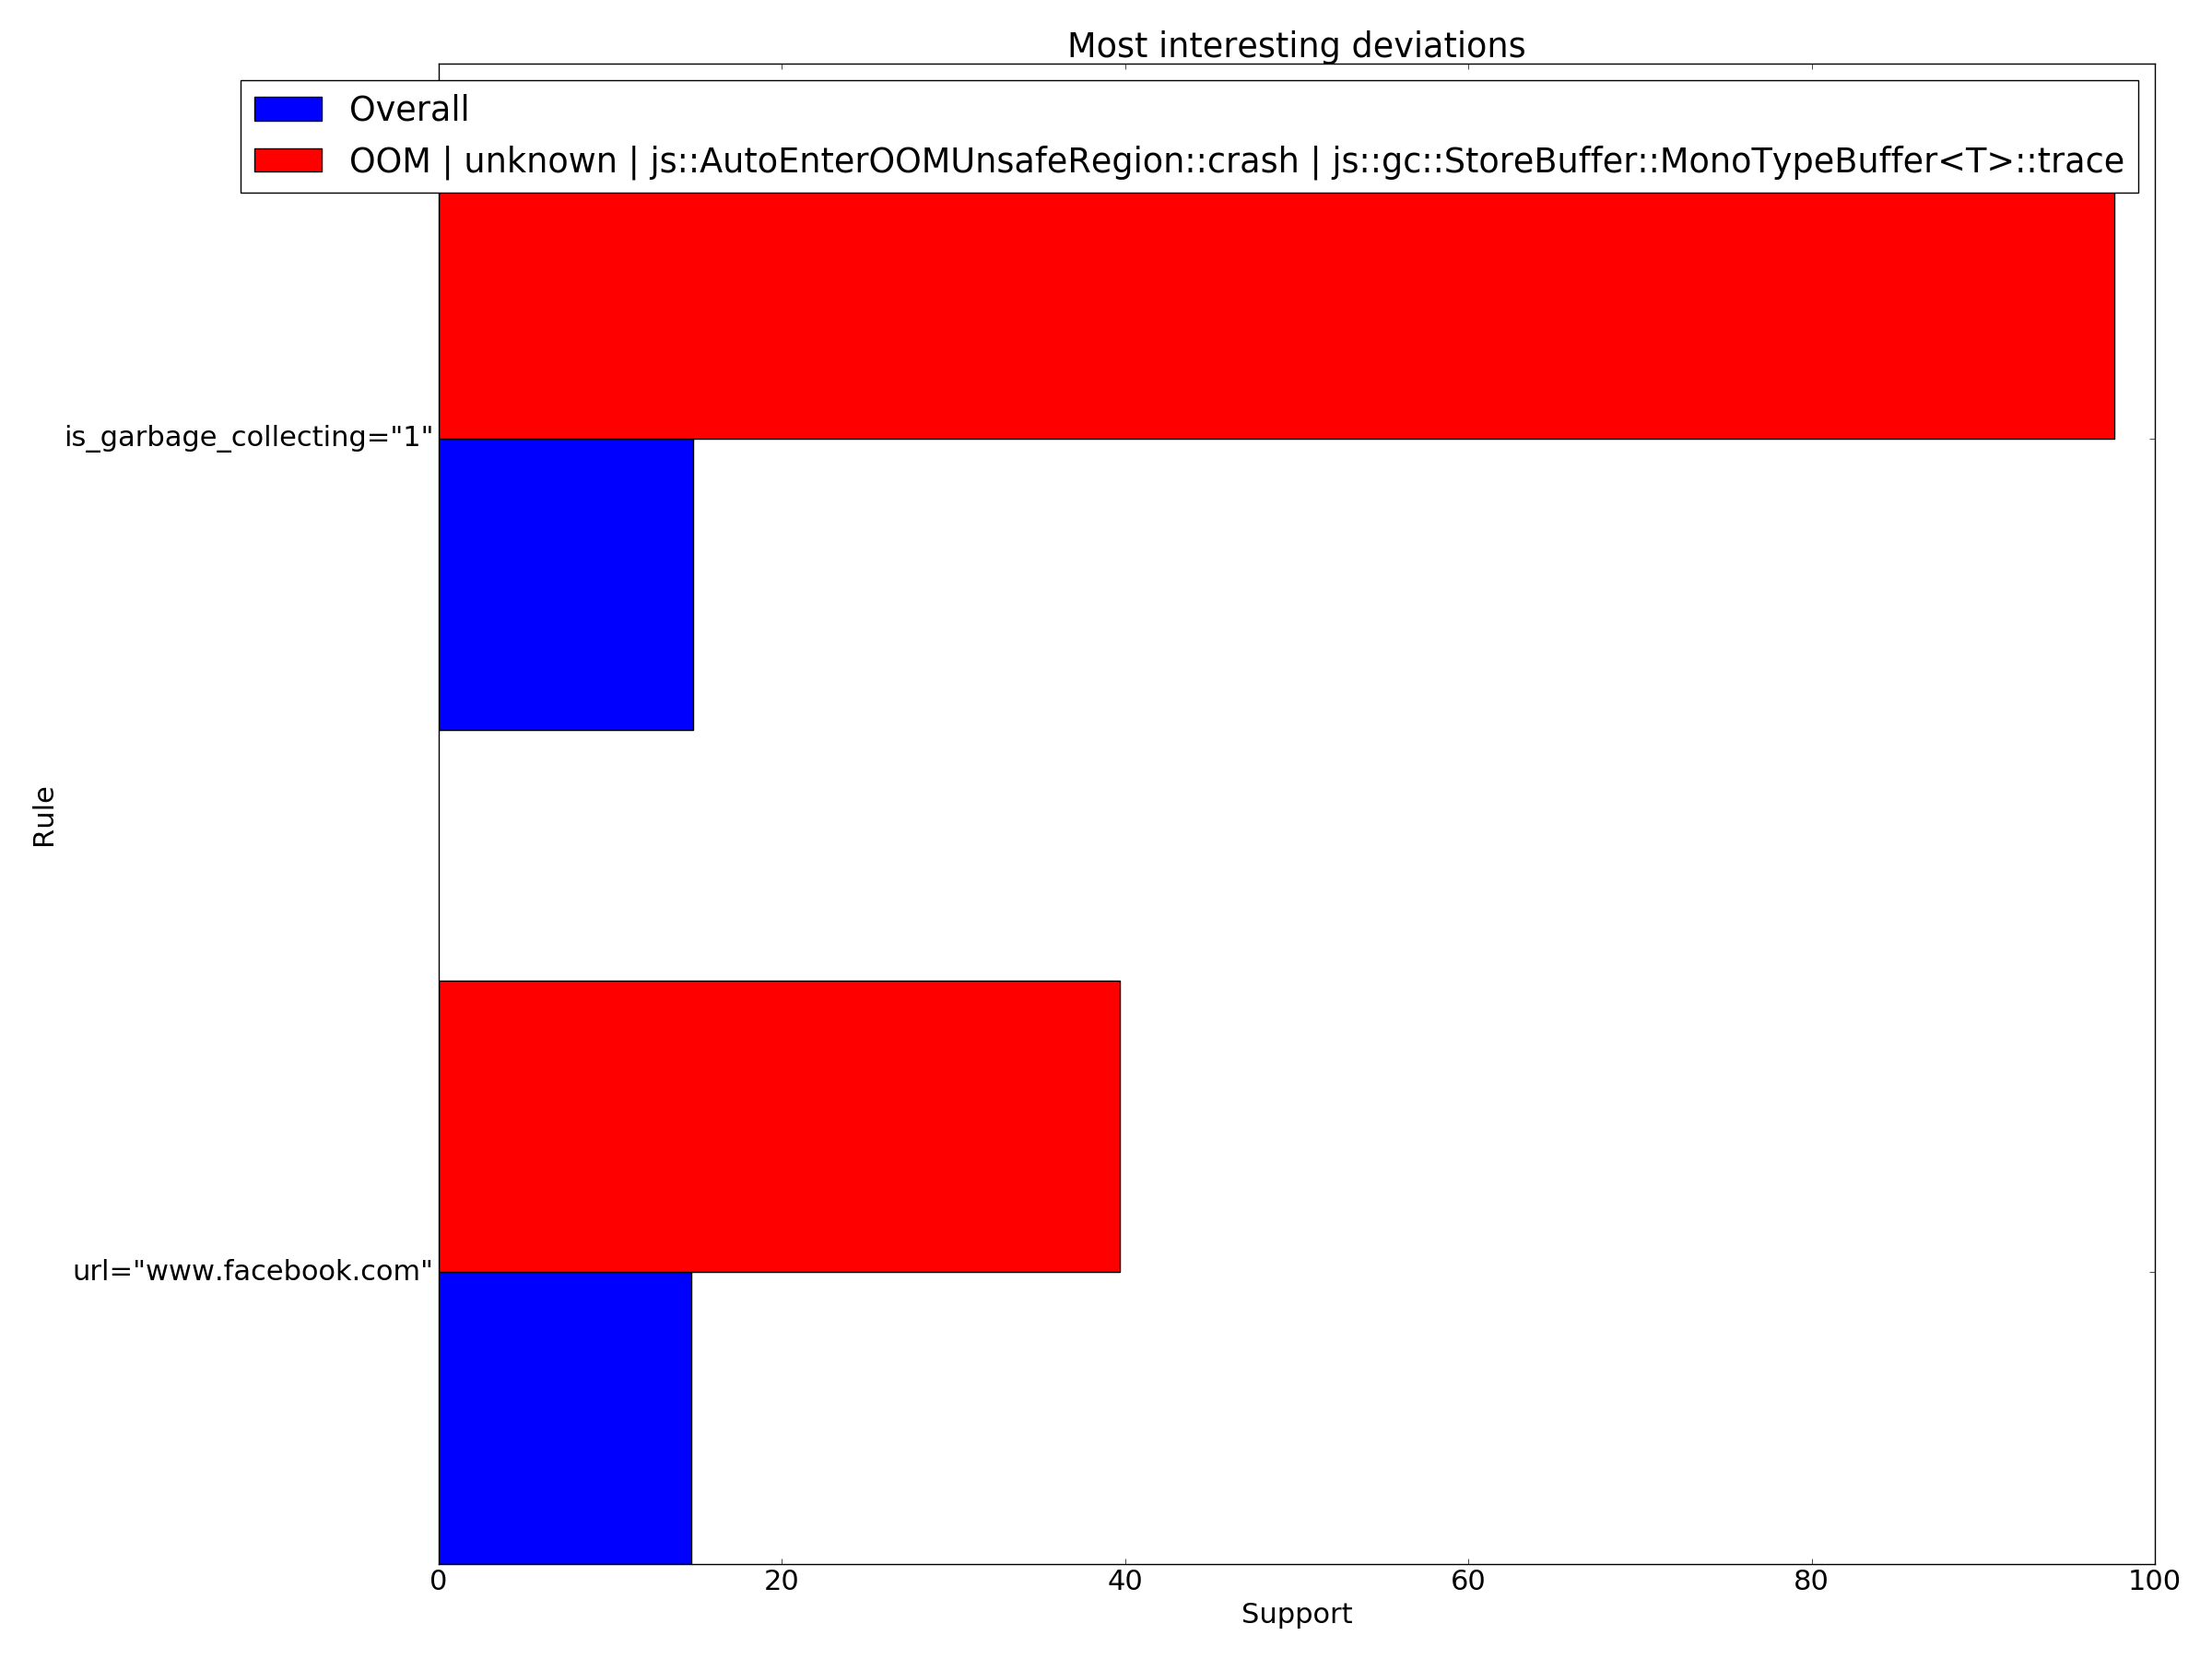 Most interesting deviations
Overall
OOM | unknown | js::AutoEnterOOMUnsafeRegion::crash | js::gc::StoreBuffer::MonoTypeBuffer<T>::trace
is_garbage_collecting="1"
Rule
url="www.facebook.com"
0 20 40 60 80 100
Support